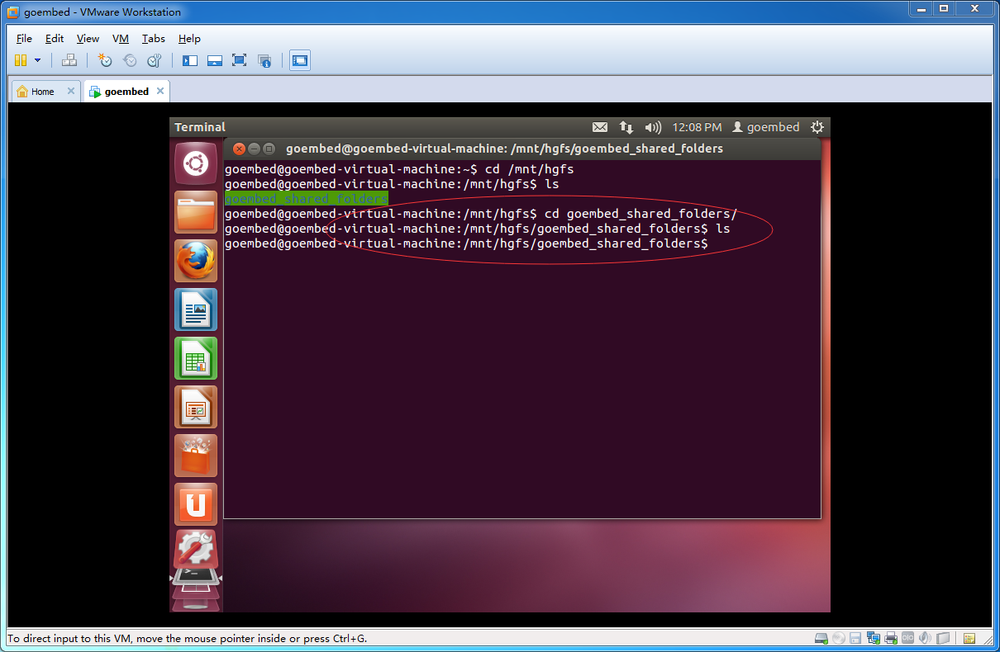 goembed - VMware Workstation
File Edit View VM Tabs Help
Home goembed
Terminal 12:08 PM goembed
goembed@goembed-virtual-machine: /mnt/hgfs/goembed_shared_folders
goembed@goembed-virtual-machine:~$ cd /mnt/hgfs
goembed@goembed-virtual-machine:/mnt/hgfs$ ls
goembed_shared_folders
goembed@goembed-virtual-machine:/mnt/hgfs$ cd goembed_shared_folders/
goembed@goembed-virtual-machine:/mnt/hgfs/goembed_shared_folders$ ls
goembed@goembed-virtual-machine:/mnt/hgfs/goembed_shared_folders$
To direct input to this VM, move the mouse pointer inside or press Ctrl+G.